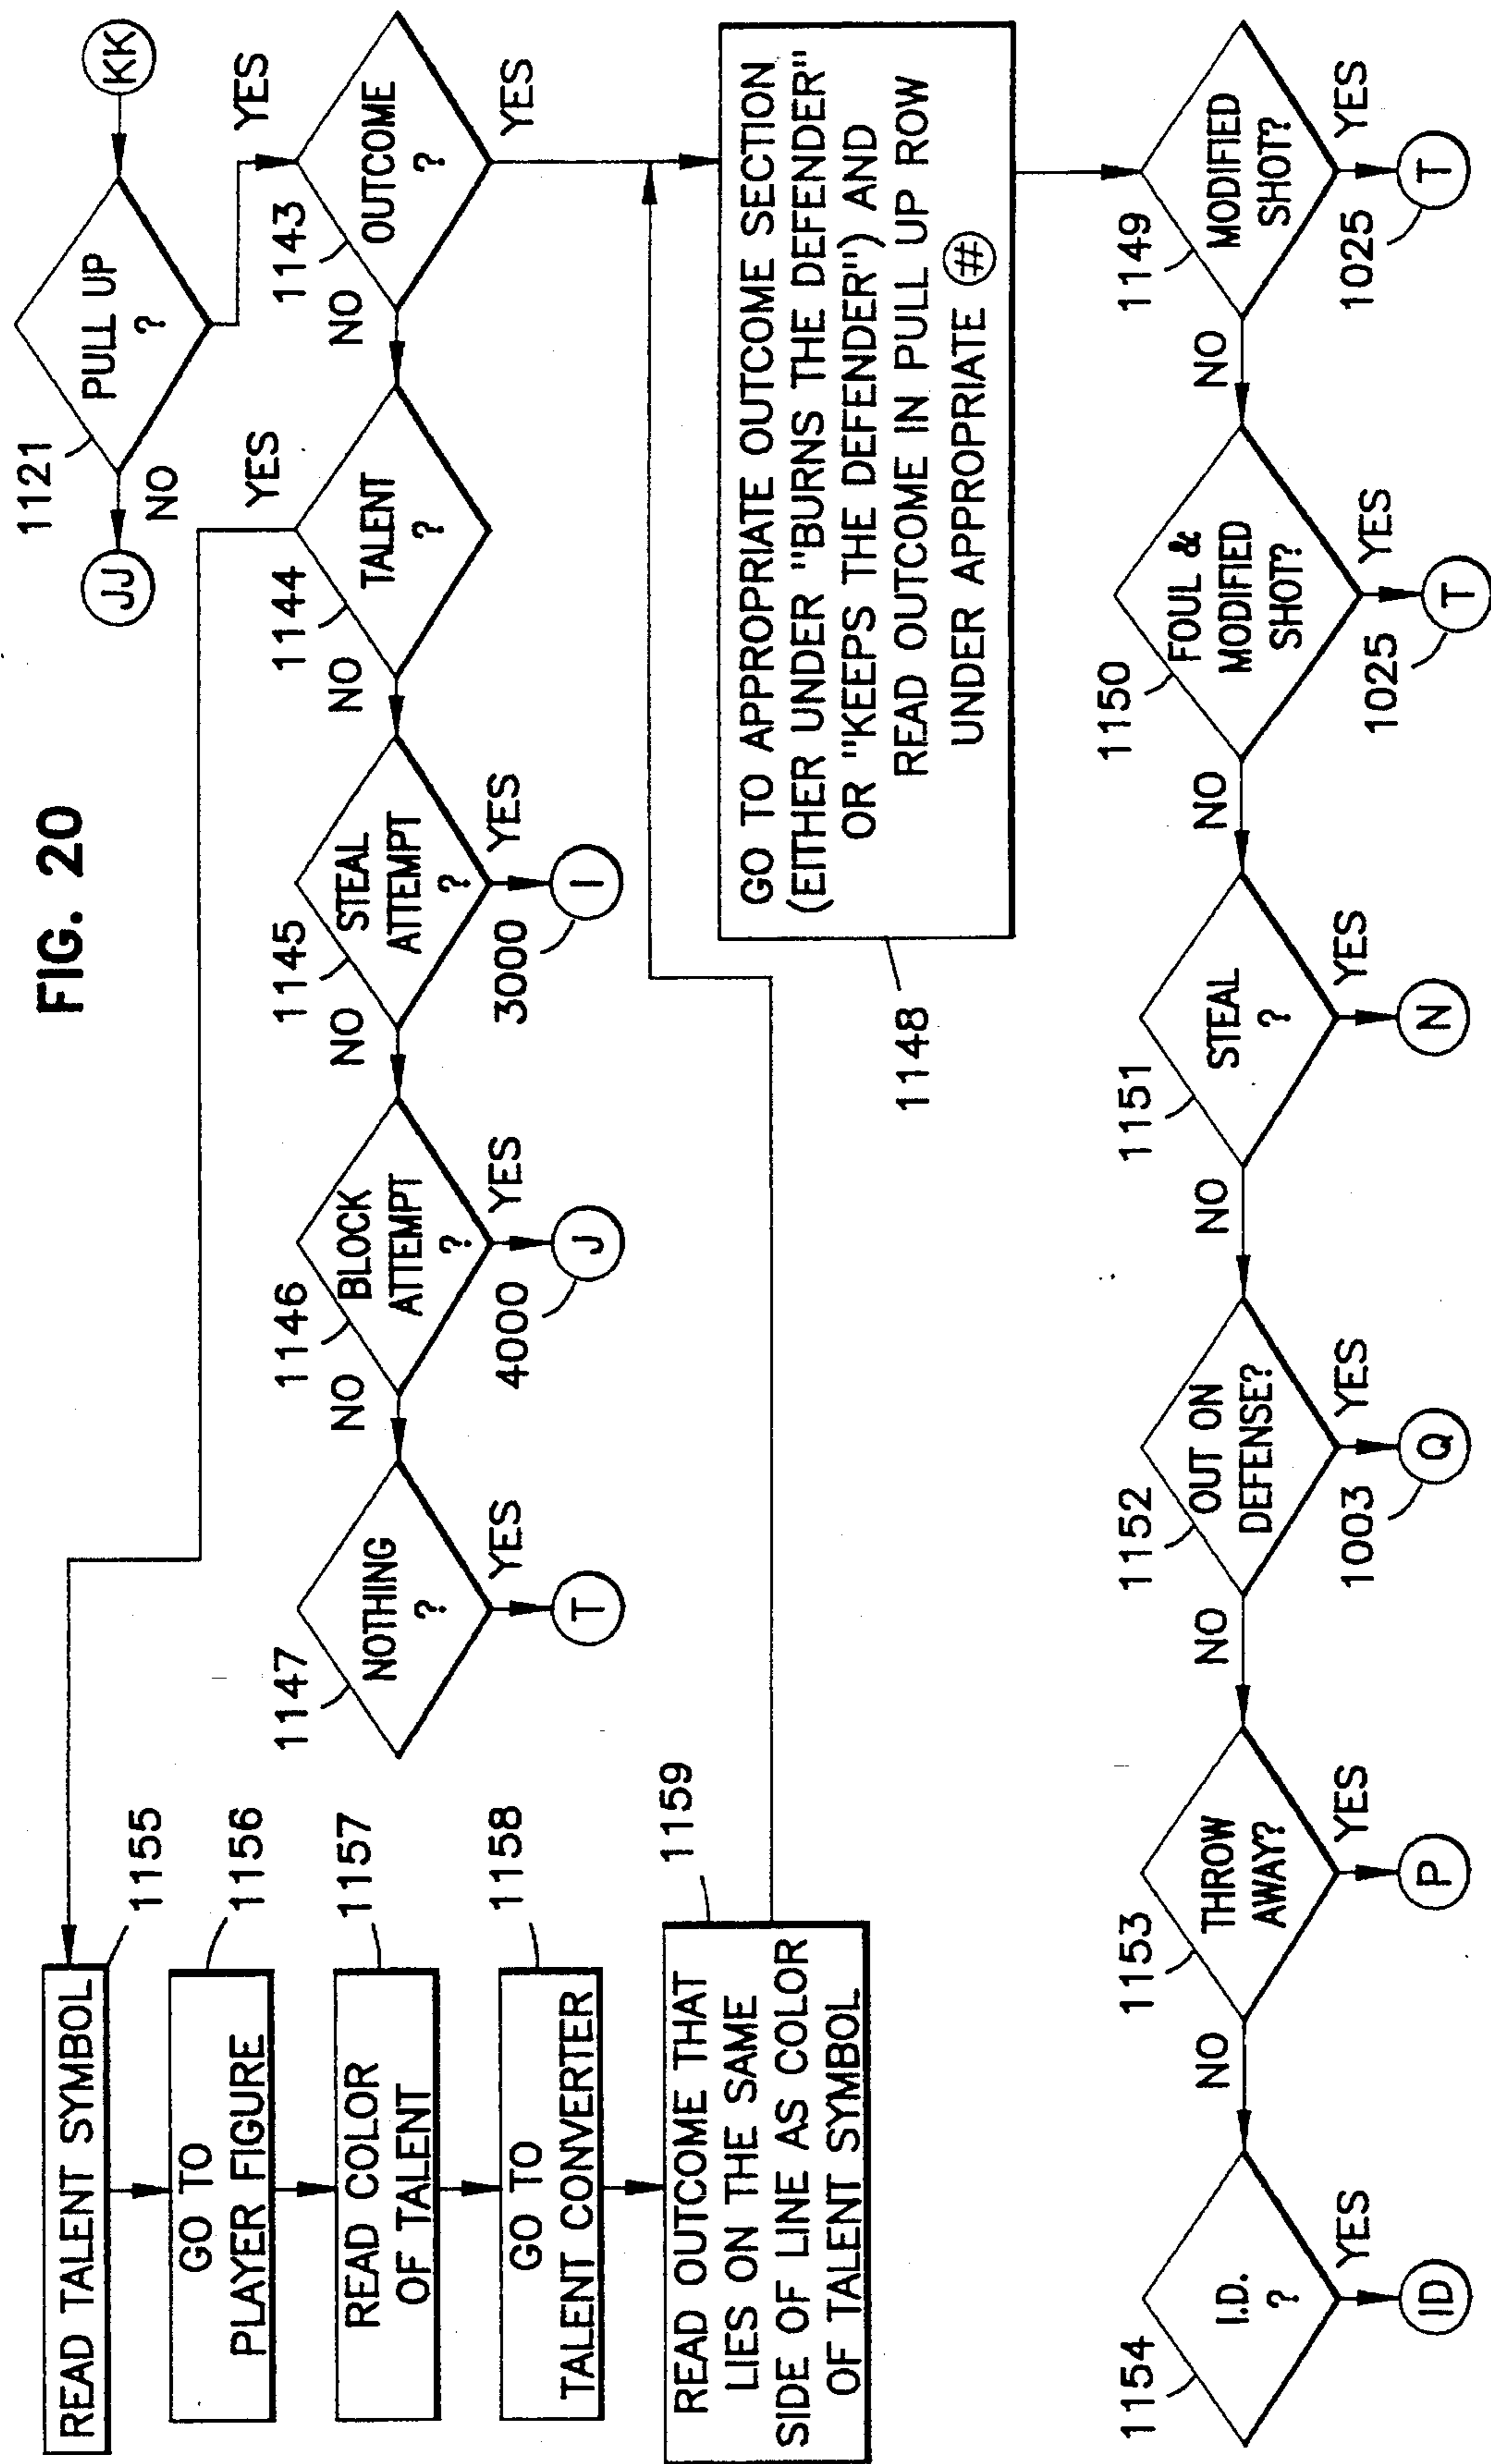 FIG. 20
KK
PULL UP
?
1121
NO
JJ
YES
OUTCOME
?
1143
YES
NO
TALENT
?
1144
YES
NO
STEAL
ATTEMPT
?
1145
YES
3000
I
NO
BLOCK
ATTEMPT
?
1146
YES
4000
J
NO
NOTHING
?
1147
YES
T
READ TALENT SYMBOL
1155
GO TO
PLAYER FIGURE
1156
READ COLOR
OF TALENT
1157
GO TO
TALENT CONVERTER
1158
READ OUTCOME THAT
LIES ON THE SAME
SIDE OF LINE AS COLOR
OF TALENT SYMBOL
1159
GO TO APPROPRIATE OUTCOME SECTION
(EITHER UNDER "BURNS THE DEFENDER"
OR "KEEPS THE DEFENDER") AND
READ OUTCOME IN PULL UP ROW
UNDER APPROPRIATE #
1148
MODIFIED
SHOT?
1149
YES
1025
T
NO
FOUL &
MODIFIED
SHOT?
1150
YES
1025
T
NO
STEAL
?
1151
YES
N
NO
OUT ON
DEFENSE?
1152
YES
1003
Q
NO
THROW
AWAY?
1153
YES
P
NO
I.D.
?
1154
YES
ID